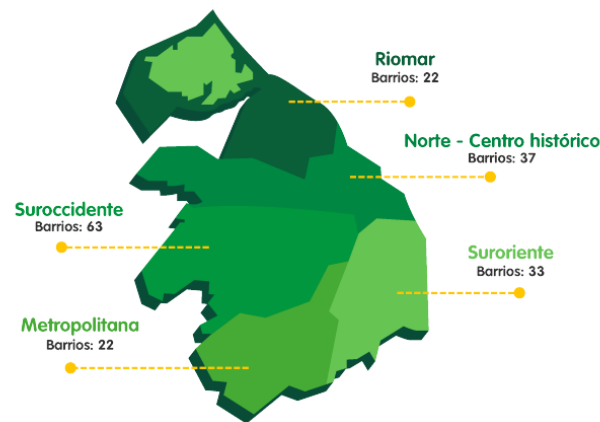 Riomar
Barrios: 22
Norte - Centro histórico
Barrios: 37
Suroccidente
Barrios: 63
Suroriente
Barrios: 33
Metropolitana
Barrios: 22